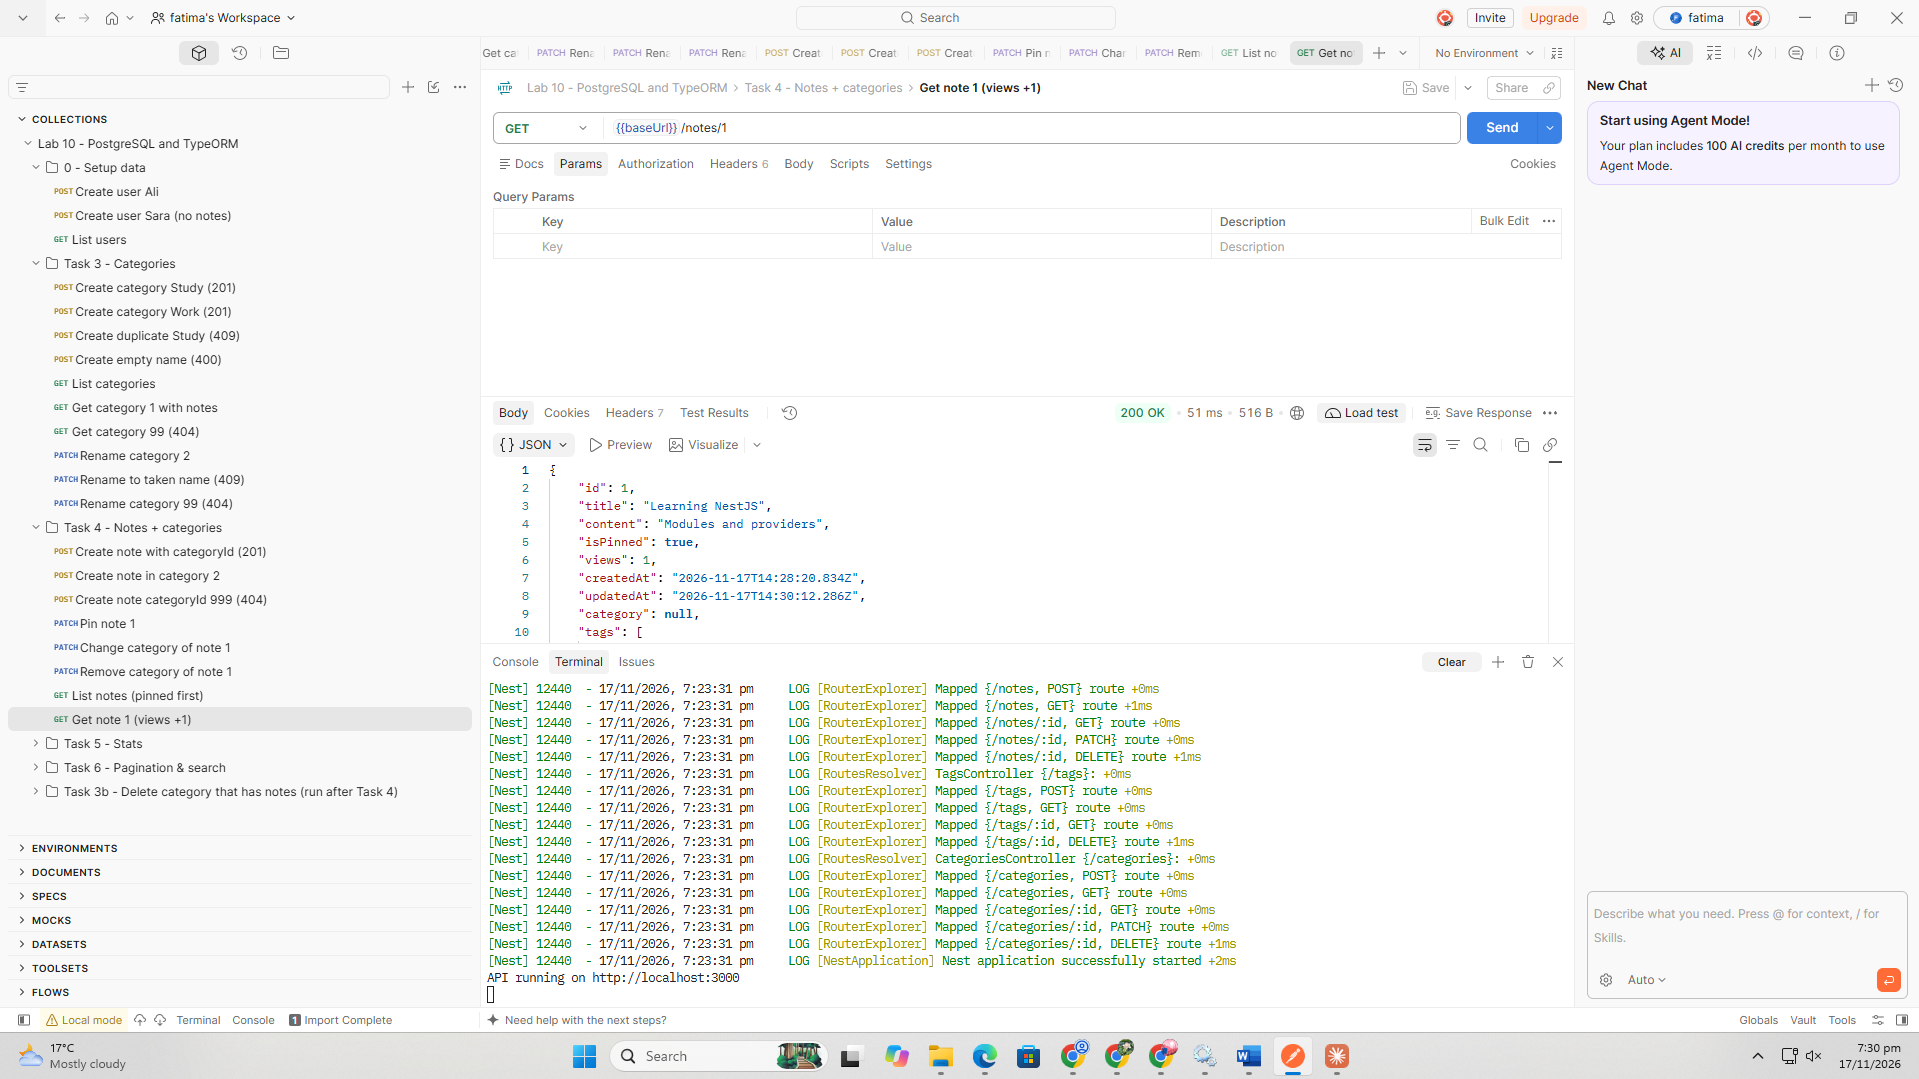 fatima's Workspace
Search
Invite
Upgrade
fatima
COLLECTIONS
Lab 10 - PostgreSQL and TypeORM
0 - Setup data
POST Create user Ali
POST Create user Sara (no notes)
GET List users
Task 3 - Categories
POST Create category Study (201)
POST Create category Work (201)
POST Create duplicate Study (409)
POST Create empty name (400)
GET List categories
GET Get category 1 with notes
GET Get category 99 (404)
PATCH Rename category 2
PATCH Rename to taken name (409)
PATCH Rename category 99 (404)
Task 4 - Notes + categories
POST Create note with categoryId (201)
POST Create note in category 2
POST Create note categoryId 999 (404)
PATCH Pin note 1
PATCH Change category of note 1
PATCH Remove category of note 1
GET List notes (pinned first)
GET Get note 1 (views +1)
Task 5 - Stats
Task 6 - Pagination & search
Task 3b - Delete category that has notes (run after Task 4)
ENVIRONMENTS
DOCUMENTS
SPECS
MOCKS
DATASETS
TOOLSETS
FLOWS
Get ca PATCH Rena PATCH Rena PATCH Rena POST Creat POST Creat POST Creat PATCH Pin n PATCH Cha PATCH Rem GET List no GET Get no No Environment
HTTP Lab 10 - PostgreSQL and TypeORM › Task 4 - Notes + categories › Get note 1 (views +1) Save Share
GET {{baseUrl}} /notes/1 Send
Docs Params Authorization Headers 6 Body Scripts Settings Cookies
Query Params
Key Value Description Bulk Edit
Key Value Description
Body Cookies Headers 7 Test Results 200 OK • 51 ms • 516 B Load test e.g. Save Response
{} JSON Preview Visualize
1 {
2 "id": 1,
3 "title": "Learning NestJS",
4 "content": "Modules and providers",
5 "isPinned": true,
6 "views": 1,
7 "createdAt": "2026-11-17T14:28:20.834Z",
8 "updatedAt": "2026-11-17T14:30:12.286Z",
9 "category": null,
10 "tags": [
Console Terminal Issues Clear
[Nest] 12440 - 17/11/2026, 7:23:31 pm LOG [RouterExplorer] Mapped {/notes, POST} route +0ms
[Nest] 12440 - 17/11/2026, 7:23:31 pm LOG [RouterExplorer] Mapped {/notes, GET} route +1ms
[Nest] 12440 - 17/11/2026, 7:23:31 pm LOG [RouterExplorer] Mapped {/notes/:id, GET} route +0ms
[Nest] 12440 - 17/11/2026, 7:23:31 pm LOG [RouterExplorer] Mapped {/notes/:id, PATCH} route +0ms
[Nest] 12440 - 17/11/2026, 7:23:31 pm LOG [RouterExplorer] Mapped {/notes/:id, DELETE} route +1ms
[Nest] 12440 - 17/11/2026, 7:23:31 pm LOG [RoutesResolver] TagsController {/tags}: +0ms
[Nest] 12440 - 17/11/2026, 7:23:31 pm LOG [RouterExplorer] Mapped {/tags, POST} route +0ms
[Nest] 12440 - 17/11/2026, 7:23:31 pm LOG [RouterExplorer] Mapped {/tags, GET} route +0ms
[Nest] 12440 - 17/11/2026, 7:23:31 pm LOG [RouterExplorer] Mapped {/tags/:id, GET} route +0ms
[Nest] 12440 - 17/11/2026, 7:23:31 pm LOG [RouterExplorer] Mapped {/tags/:id, DELETE} route +1ms
[Nest] 12440 - 17/11/2026, 7:23:31 pm LOG [RoutesResolver] CategoriesController {/categories}: +0ms
[Nest] 12440 - 17/11/2026, 7:23:31 pm LOG [RouterExplorer] Mapped {/categories, POST} route +0ms
[Nest] 12440 - 17/11/2026, 7:23:31 pm LOG [RouterExplorer] Mapped {/categories, GET} route +0ms
[Nest] 12440 - 17/11/2026, 7:23:31 pm LOG [RouterExplorer] Mapped {/categories/:id, GET} route +0ms
[Nest] 12440 - 17/11/2026, 7:23:31 pm LOG [RouterExplorer] Mapped {/categories/:id, PATCH} route +0ms
[Nest] 12440 - 17/11/2026, 7:23:31 pm LOG [RouterExplorer] Mapped {/categories/:id, DELETE} route +1ms
[Nest] 12440 - 17/11/2026, 7:23:31 pm LOG [NestApplication] Nest application successfully started +2ms
API running on http://localhost:3000
AI
New Chat
Start using Agent Mode!
Your plan includes 100 AI credits per month to use
Agent Mode.
Describe what you need. Press @ for context, / for
Skills.
Auto
Local mode Terminal Console 1 Import Complete Need help with the next steps? Globals Vault Tools
17°C
Mostly cloudy
Search
7:30 pm
17/11/2026